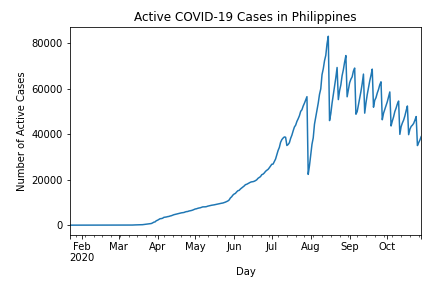 Active COVID-19 Cases in Philippines
Number of Active Cases
80000
60000
40000
20000
0
Feb Mar Apr May Jun Jul Aug Sep Oct
2020
Day